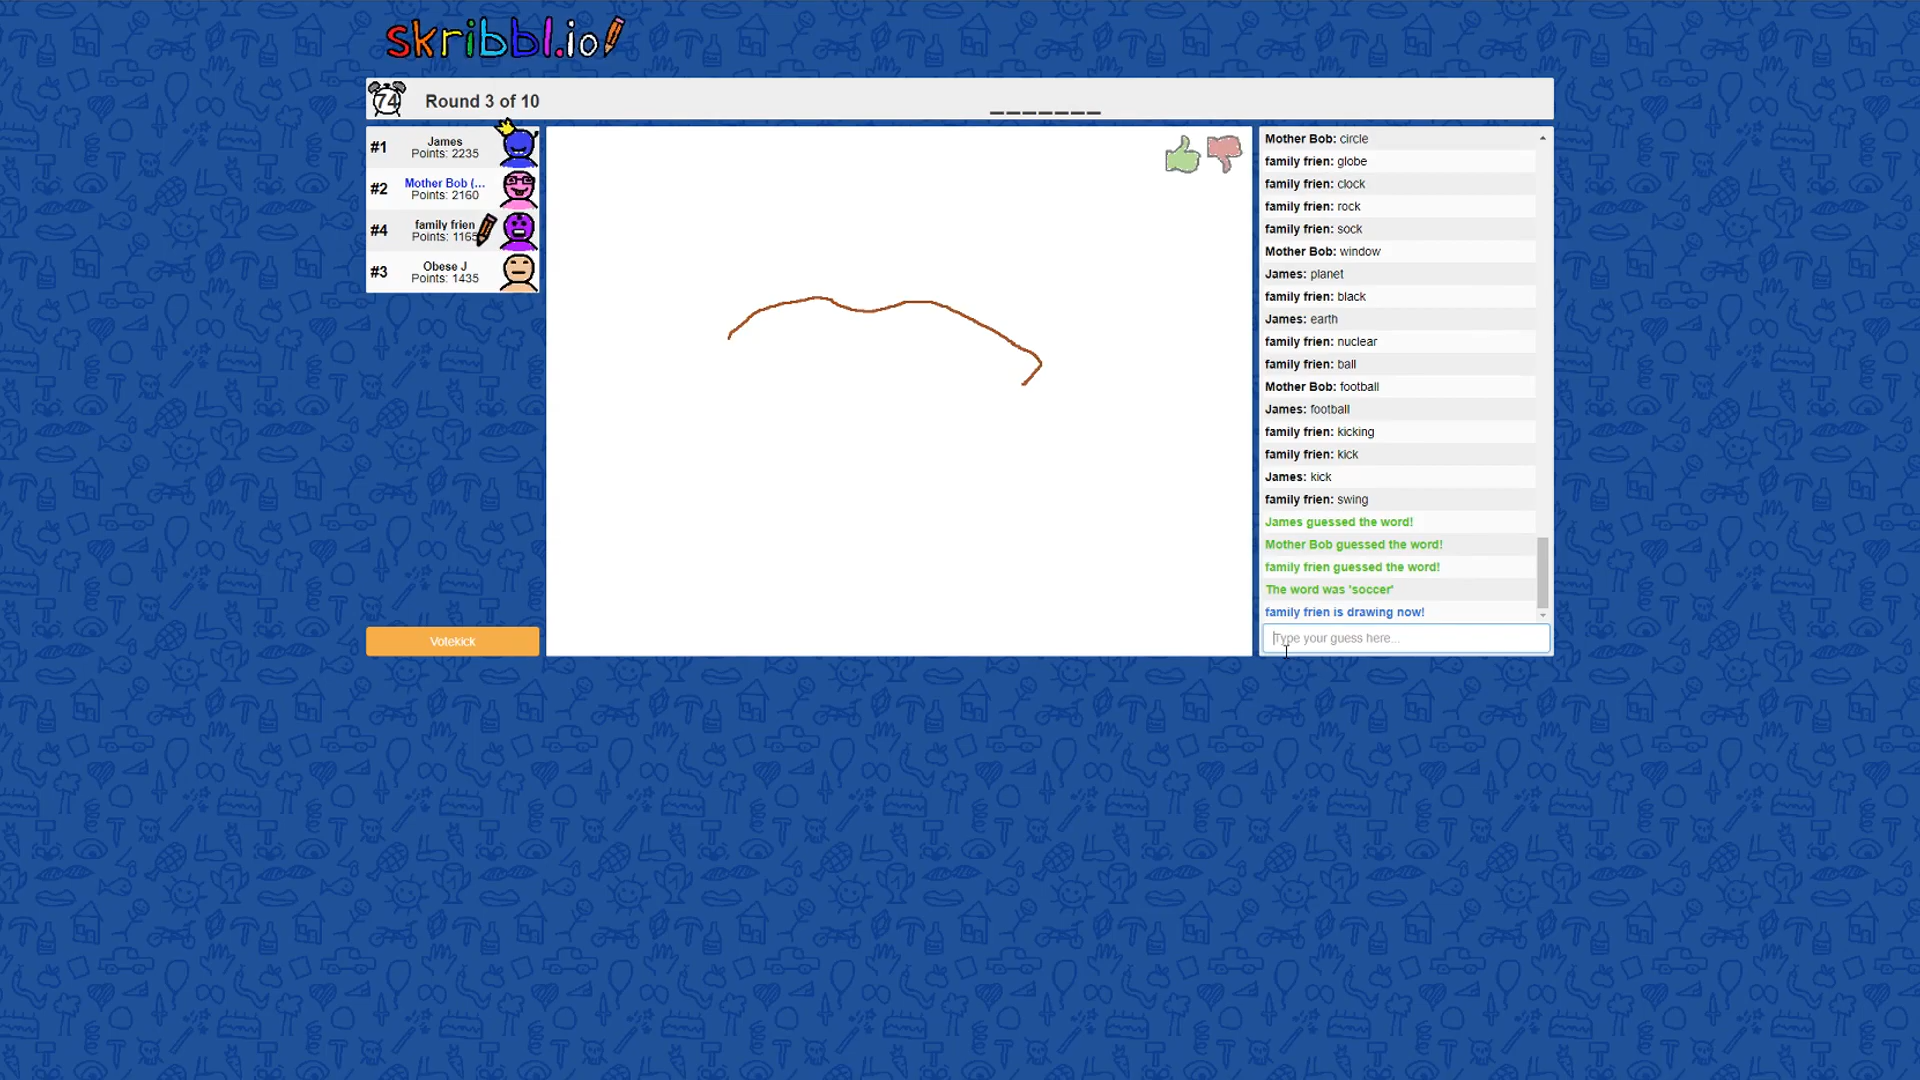 skribbl.io
74
Round 3 of 10
_______
#1
James
Points: 2235
#2
Mother Bob (...
Points: 2160
#4
family frien
Points: 1165
#3
Obese J
Points: 1435
Votekick
Mother Bob: circle
family frien: globe
family frien: clock
family frien: rock
family frien: sock
Mother Bob: window
James: planet
family frien: black
James: earth
family frien: nuclear
family frien: ball
Mother Bob: football
James: football
family frien: kicking
family frien: kick
James: kick
family frien: swing
James guessed the word!
Mother Bob guessed the word!
family frien guessed the word!
The word was 'soccer'
family frien is drawing now!
Type your guess here...